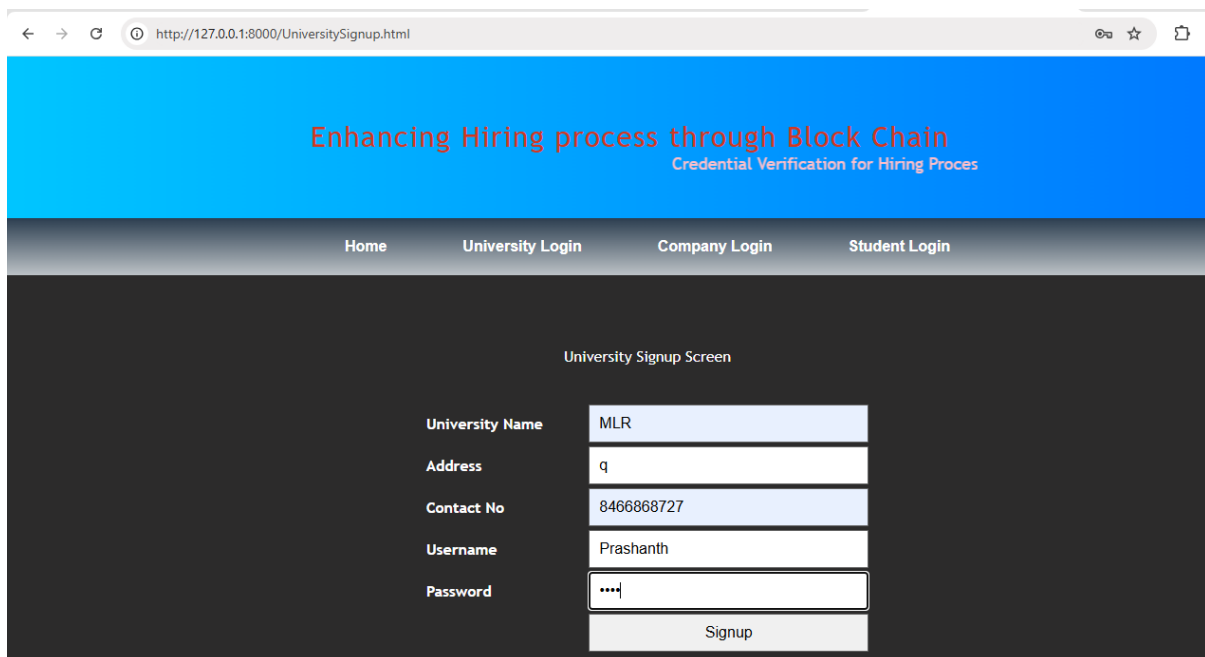 http://127.0.0.1:8000/UniversitySignup.html
Enhancing Hiring process through Block Chain
Credential Verification for Hiring Proces
Home University Login Company Login Student Login
University Signup Screen
University Name MLR
Address q
Contact No 8466868727
Username Prashanth
Password ••••
Signup